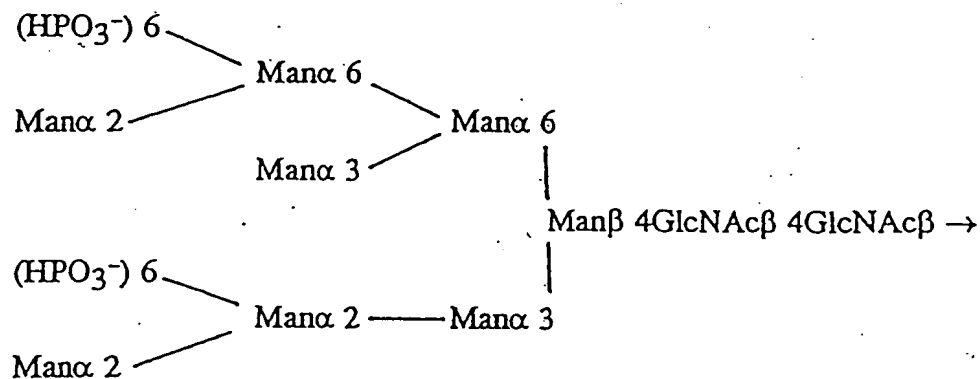 (HPO₃⁻) 6
Manα 6
Manα 2
Manα 6
Manα 3
Manβ 4GlcNAcβ 4GlcNAcβ →
(HPO₃⁻) 6
Manα 2
Manα 3
Manα 2